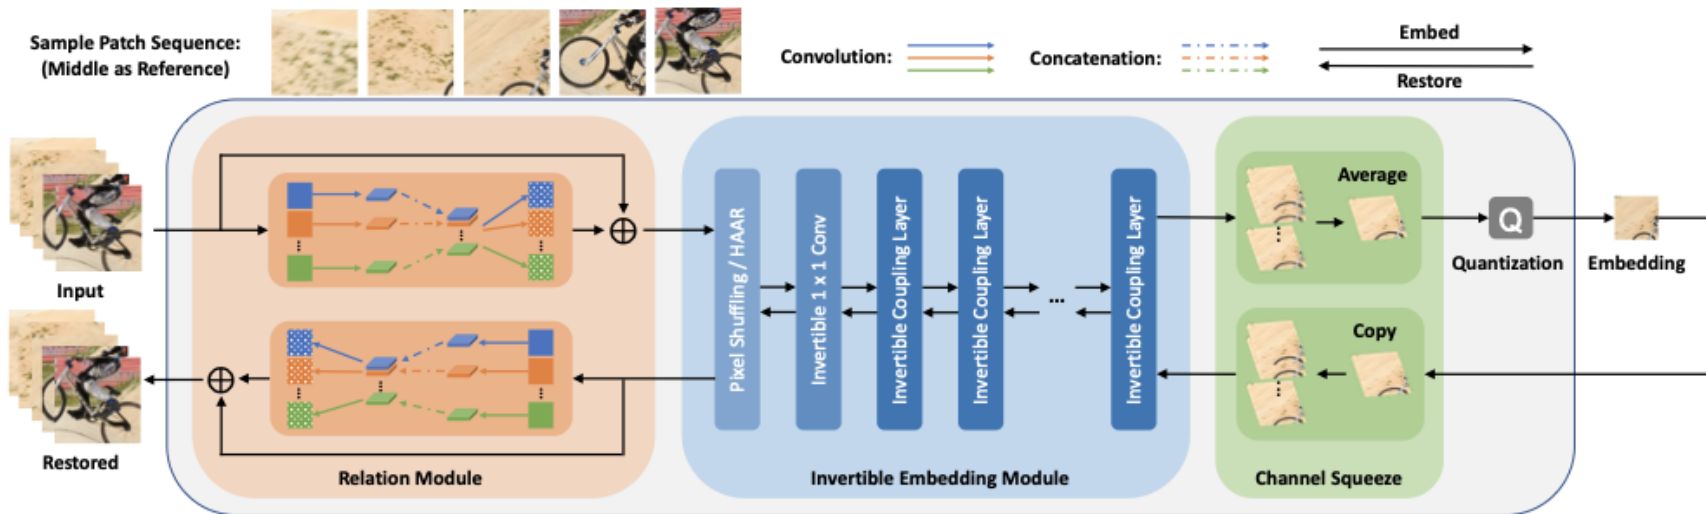 Sample Patch Sequence:
(Middle as Reference)
Convolution:
Concatenation:
Embed
Restore
Input
Restored
Relation Module
Pixel Shuffling / HAAR
Invertible 1 x 1 Conv
Invertible Coupling Layer
Invertible Coupling Layer
...
Invertible Coupling Layer
Invertible Embedding Module
Average
Copy
Channel Squeeze
Q
Quantization
Embedding